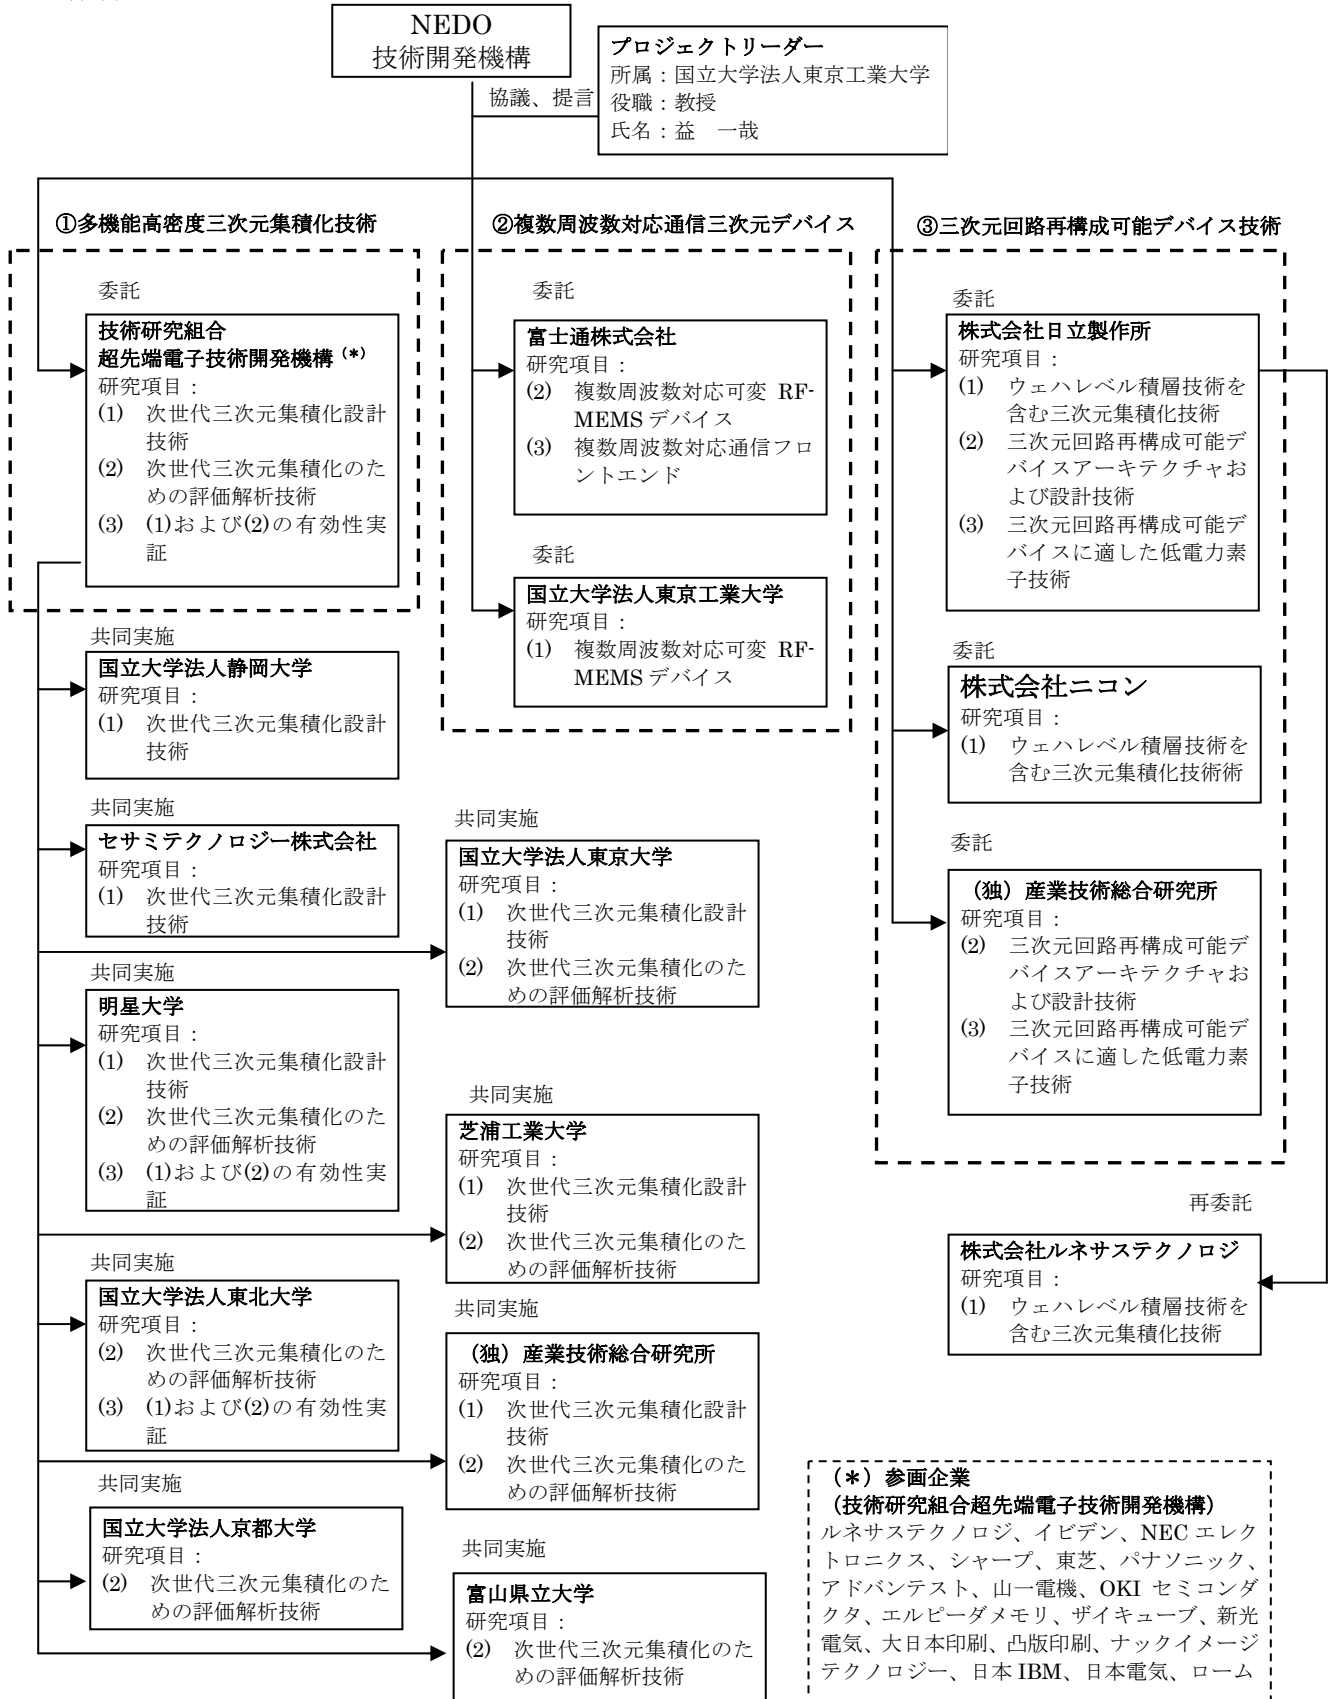 NEDO
技術開発機構
プロジェクトリーダー
所属：国立大学法人東京工業大学
役職：教授
氏名：益　一哉
協議、提言
①多機能高密度三次元集積化技術
委託
技術研究組合
超先端電子技術開発機構（*）
研究項目：
(1)　次世代三次元集積化設計
技術
(2)　次世代三次元集積化のた
めの評価解析技術
(3)　(1)および(2)の有効性実
証
共同実施
国立大学法人静岡大学
研究項目：
(1)　次世代三次元集積化設計
技術
共同実施
セサミテクノロジー株式会社
研究項目：
(1)　次世代三次元集積化設計
技術
共同実施
明星大学
研究項目：
(1)　次世代三次元集積化設計
技術
(2)　次世代三次元集積化のた
めの評価解析技術
(3)　(1)および(2)の有効性実
証
共同実施
国立大学法人東北大学
研究項目：
(2)　次世代三次元集積化のた
めの評価解析技術
(3)　(1)および(2)の有効性実
証
共同実施
国立大学法人京都大学
研究項目：
(2)　次世代三次元集積化のた
めの評価解析技術
②複数周波数対応通信三次元デバイス
委託
富士通株式会社
研究項目：
(2)　複数周波数対応可変 RF-
MEMS デバイス
(3)　複数周波数対応通信フロ
ントエンド
委託
国立大学法人東京工業大学
研究項目：
(1)　複数周波数対応可変 RF-
MEMS デバイス
共同実施
国立大学法人東京大学
研究項目：
(1)　次世代三次元集積化設計
技術
(2)　次世代三次元集積化のた
めの評価解析技術
共同実施
芝浦工業大学
研究項目：
(1)　次世代三次元集積化設計
技術
(2)　次世代三次元集積化のた
めの評価解析技術
共同実施
（独）産業技術総合研究所
研究項目：
(1)　次世代三次元集積化設計
技術
(2)　次世代三次元集積化のた
めの評価解析技術
共同実施
富山県立大学
研究項目：
(2)　次世代三次元集積化のた
めの評価解析技術
③三次元回路再構成可能デバイス技術
委託
株式会社日立製作所
研究項目：
(1)　ウェハレベル積層技術を
含む三次元集積化技術
(2)　三次元回路再構成可能デ
バイスアーキテクチャお
よび設計技術
(3)　三次元回路再構成可能デ
バイスに適した低電力素
子技術
委託
株式会社ニコン
研究項目：
(1)　ウェハレベル積層技術を
含む三次元集積化技術術
委託
（独）産業技術総合研究所
研究項目：
(2)　三次元回路再構成可能デ
バイスアーキテクチャお
よび設計技術
(3)　三次元回路再構成可能デ
バイスに適した低電力素
子技術
再委託
株式会社ルネサステクノロジ
研究項目：
(1)　ウェハレベル積層技術を
含む三次元集積化技術
（*）参画企業
（技術研究組合超先端電子技術開発機構）
ルネサステクノロジ、イビデン、NEC エレク
トロニクス、シャープ、東芝、パナソニック、
アドバンテスト、山一電機、OKI セミコンダ
クタ、エルピーダメモリ、ザイキューブ、新光
電気、大日本印刷、凸版印刷、ナックイメージ
テクノロジー、日本 IBM、日本電気、ローム